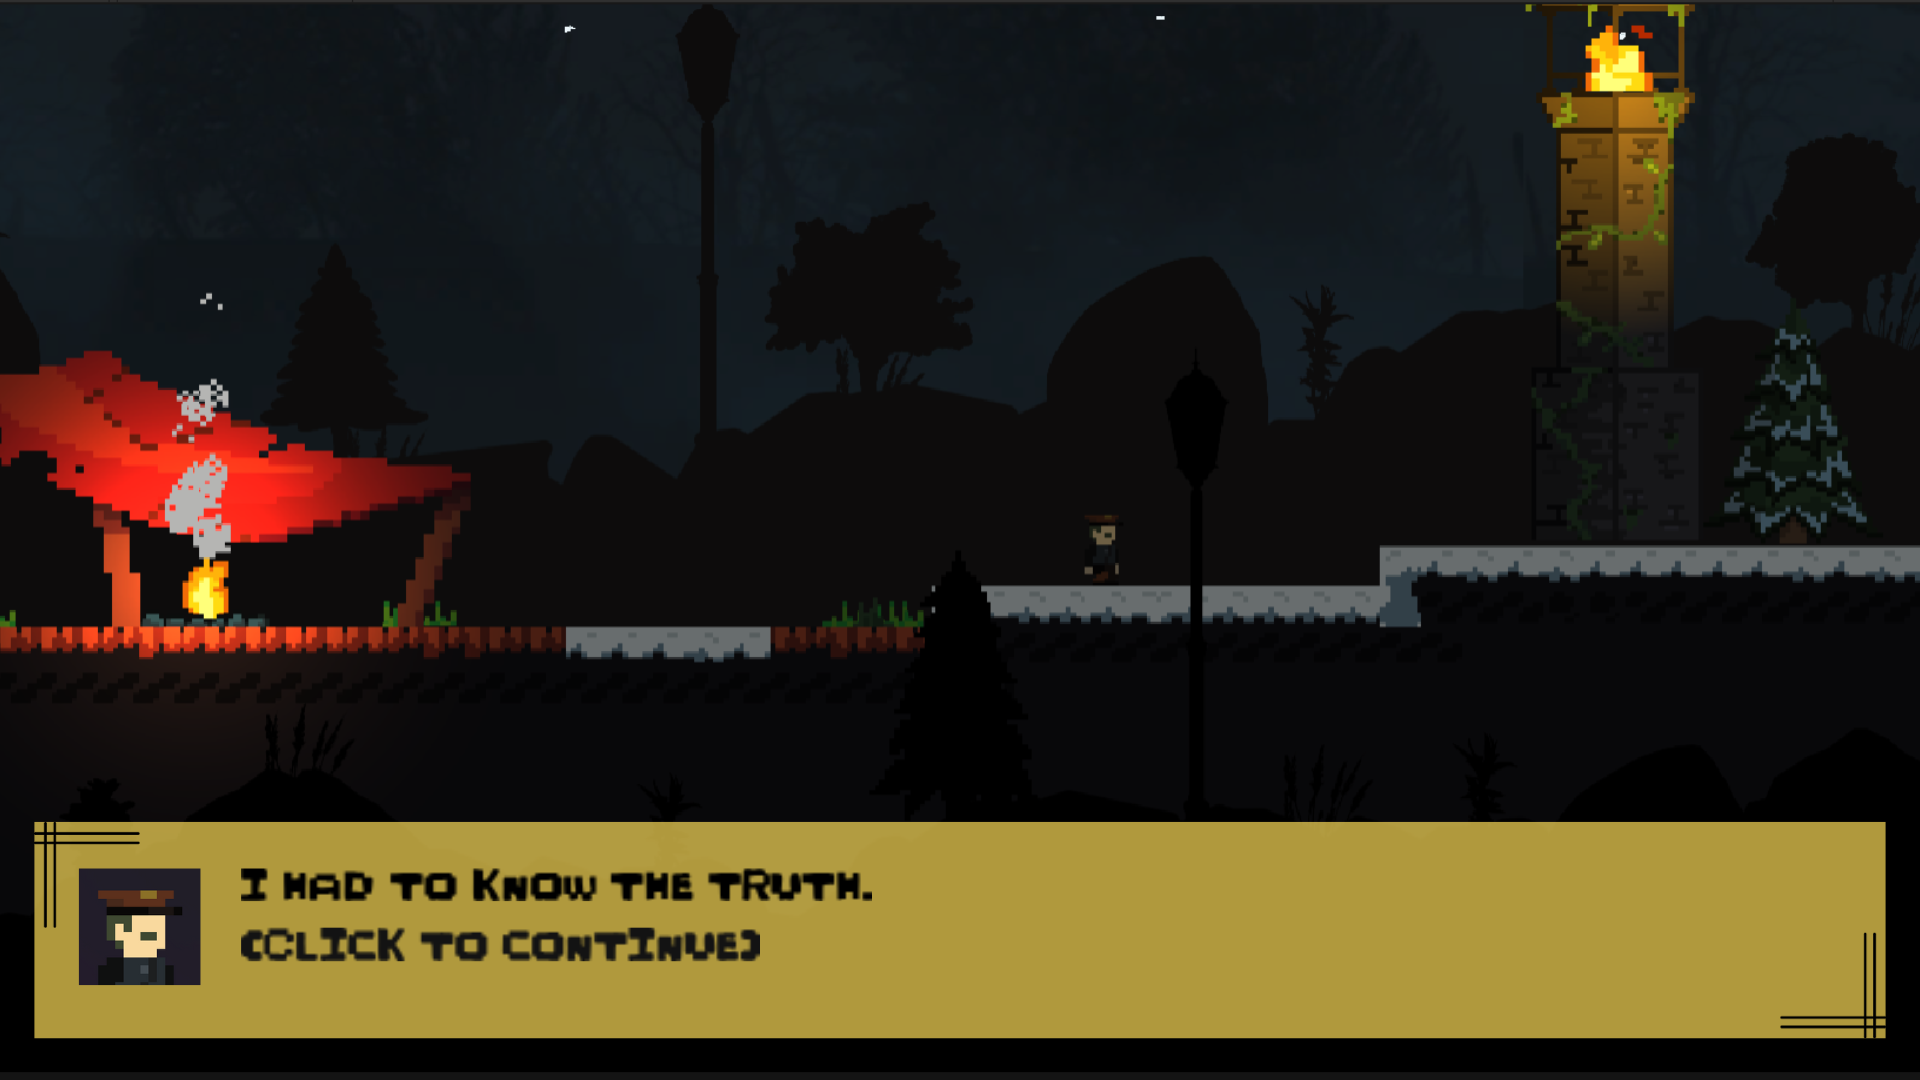 I HAD TO KNOW THE TRUTH.
(CLICK TO CONTINUE)